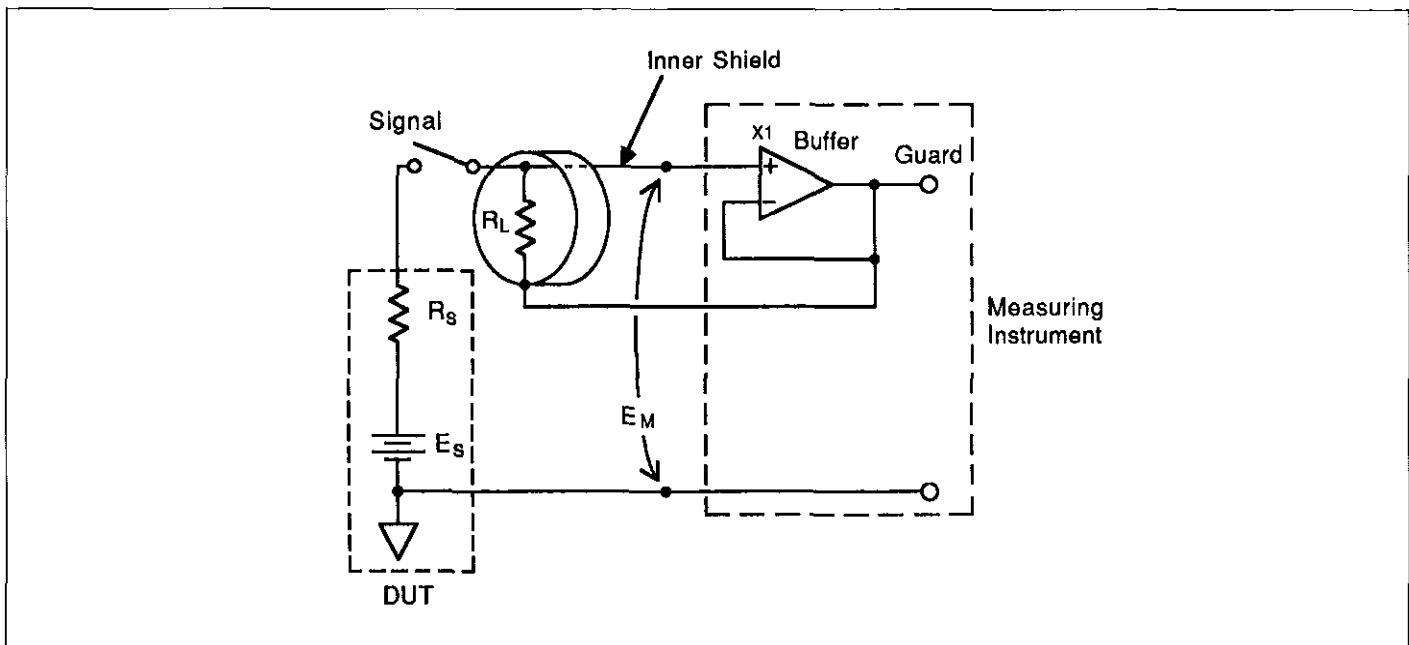 Inner Shield
Signal
X1
Buffer
Guard
+
−
RL
RS
ES
EM
Measuring
Instrument
DUT